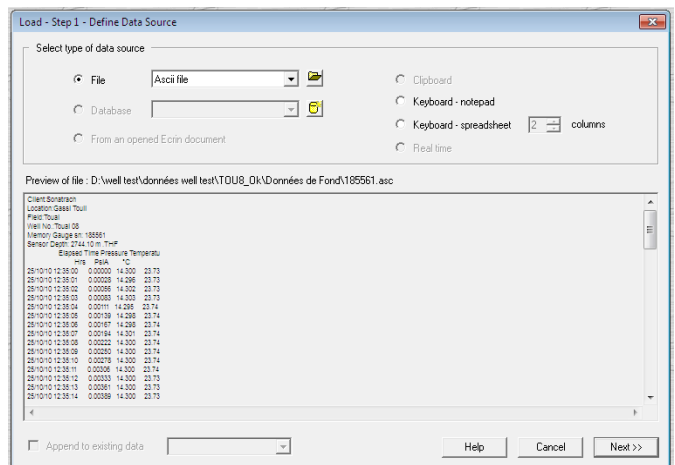 Load - Step 1 - Define Data Source
Select type of data source
File Ascii file
Clipboard
Database
Keyboard - notepad
From an opened Ecrin document
Keyboard - spreadsheet 2 columns
Real time
Preview of file : D:\well test\données well test\TOU8_Ok\Données de Fond\185561.asc
Client:Sonatrach
Location:Gassi Touil
Field:Toual
Well No.:Toual 08
Memory Gauge sn: 185561
Sensor Depth: 2744.10 m .THF
Elapsed Time Pressure Temperatu
Hrs PsiA °C
25/10/10 12:35:00 0.00000 14.300 23.73
25/10/10 12:35:01 0.00028 14.296 23.73
25/10/10 12:35:02 0.00056 14.302 23.73
25/10/10 12:35:03 0.00083 14.303 23.73
25/10/10 12:35:04 0.00111 14.295 23.74
25/10/10 12:35:05 0.00139 14.298 23.74
25/10/10 12:35:06 0.00167 14.298 23.74
25/10/10 12:35:07 0.00194 14.301 23.74
25/10/10 12:35:08 0.00222 14.300 23.74
25/10/10 12:35:09 0.00250 14.300 23.74
25/10/10 12:35:10 0.00278 14.300 23.74
25/10/10 12:35:11 0.00306 14.300 23.74
25/10/10 12:35:12 0.00333 14.300 23.73
25/10/10 12:35:13 0.00361 14.300 23.73
25/10/10 12:35:14 0.00389 14.300 23.73
Append to existing data
Help Cancel Next >>